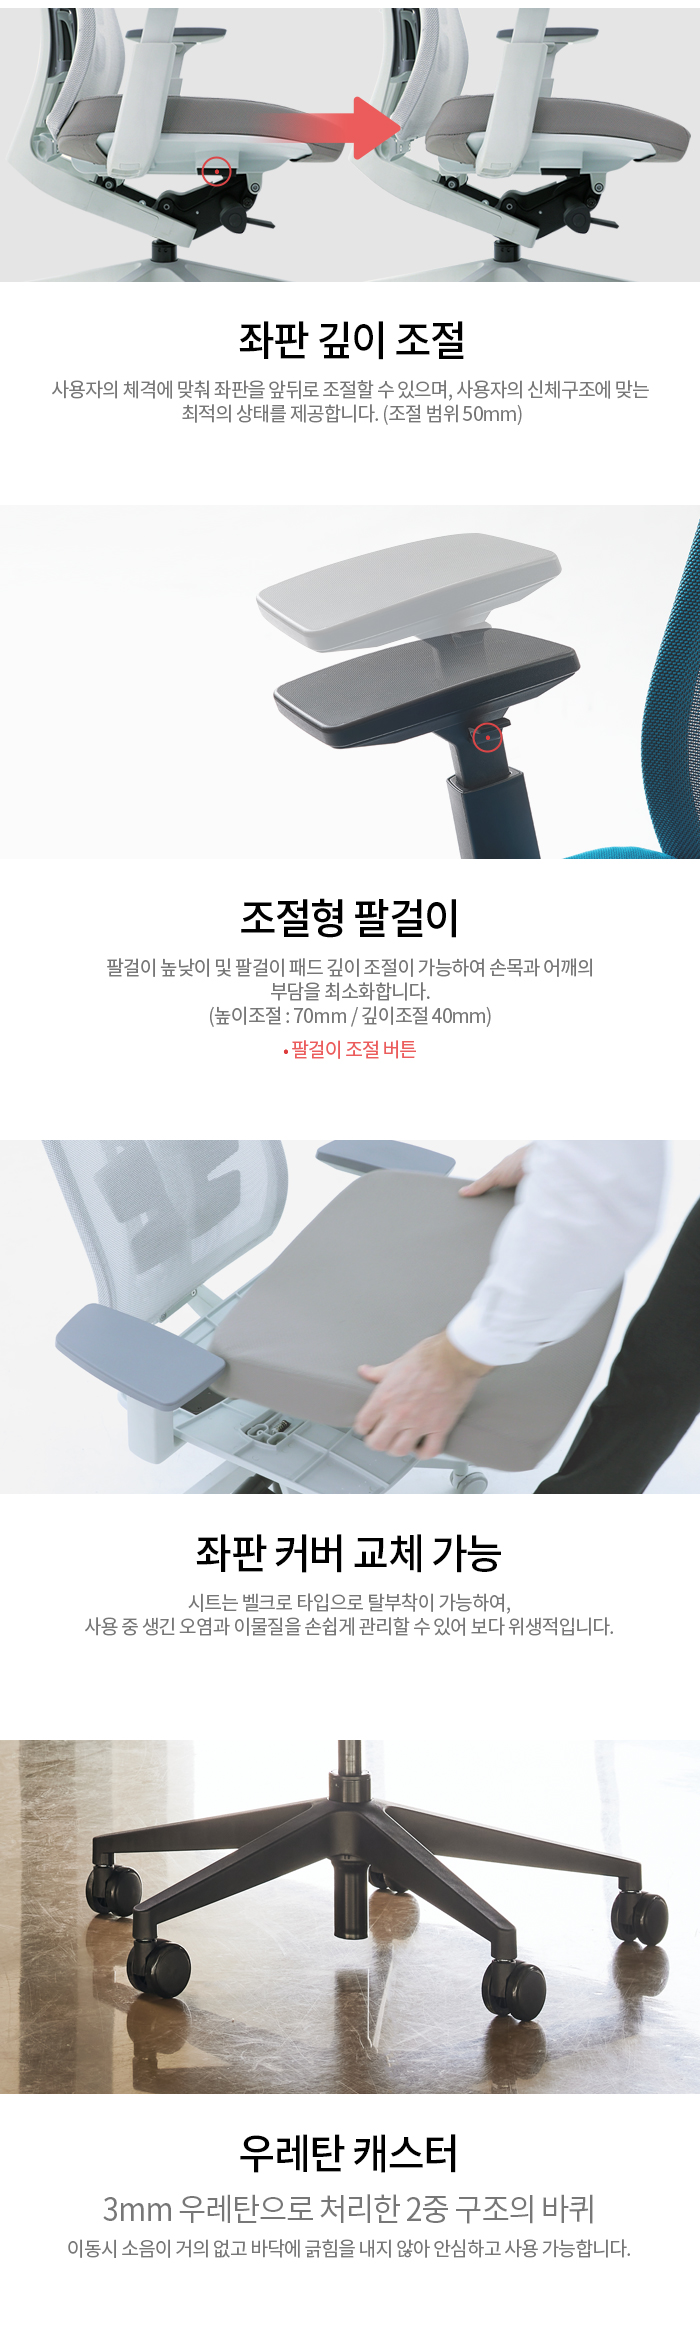 좌판 깊이 조절
사용자의 체격에 맞춰 좌판을 앞뒤로 조절할 수 있으며, 사용자의 신체구조에 맞는
최적의 상태를 제공합니다. (조절 범위 50mm)
조절형 팔걸이
팔걸이 높낮이 및 팔걸이 패드 깊이 조절이 가능하여 손목과 어깨의
부담을 최소화합니다.
(높이조절 : 70mm / 깊이조절 40mm)
• 팔걸이 조절 버튼
좌판 커버 교체 가능
시트는 벨크로 타입으로 탈부착이 가능하여,
사용 중 생긴 오염과 이물질을 손쉽게 관리할 수 있어 보다 위생적입니다.
우레탄 캐스터
3mm 우레탄으로 처리한 2중 구조의 바퀴
이동시 소음이 거의 없고 바닥에 긁힘을 내지 않아 안심하고 사용 가능합니다.